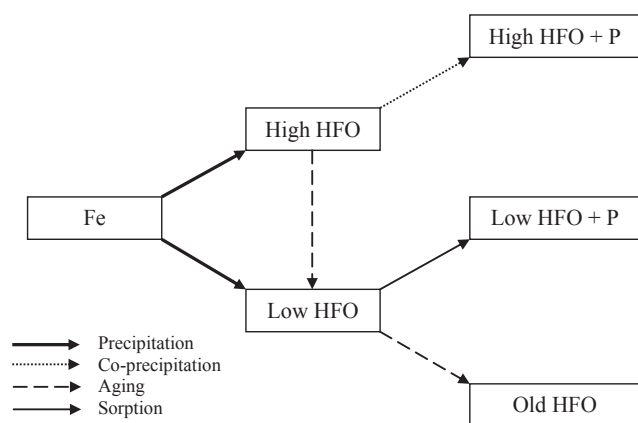 High HFO + P
High HFO
Fe
Low HFO + P
Low HFO
Precipitation
Co-precipitation
Aging
Sorption
Old HFO